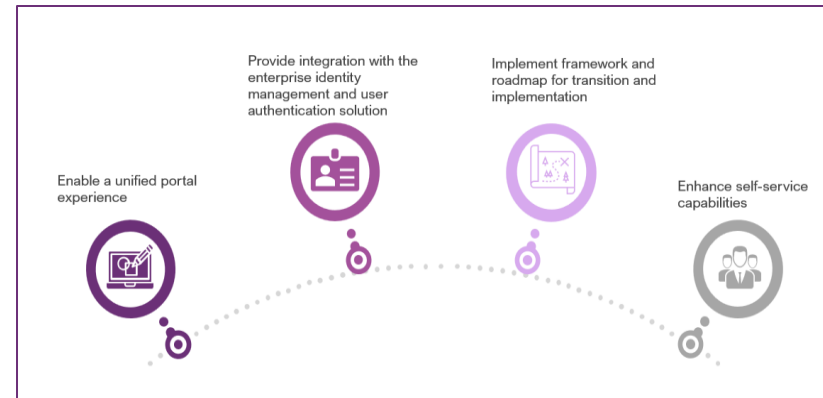 Enable a unified portal
experience
Provide integration with the
enterprise identity
management and user
authentication solution
Implement framework and
roadmap for transition and
implementation
Enhance self-service
capabilities